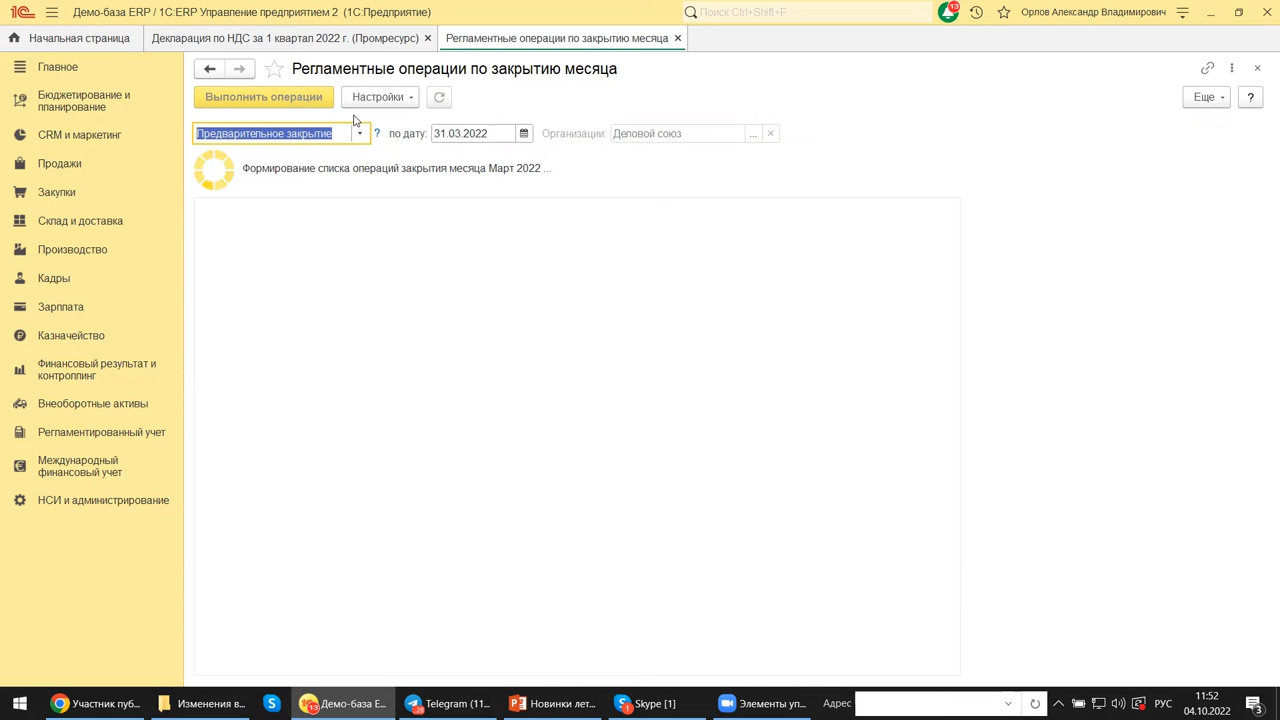 Демо-база ERP / 1С:ERP Управление предприятием 2 (1С:Предприятие)
Поиск Ctrl+Shift+F
13
Орлов Александр Владимирович
Начальная страница
Декларация по НДС за 1 квартал 2022 г. (Промресурс) ×
Регламентные операции по закрытию месяца ×
Главное
Бюджетирование и
планирование
CRM и маркетинг
Продажи
Закупки
Склад и доставка
Производство
Кадры
Зарплата
Казначейство
Финансовый результат и
контроллинг
Внеоборотные активы
Регламентированный учет
Международный
финансовый учет
НСИ и администрирование
Регламентные операции по закрытию месяца
Выполнить операции
Настройки
Еще
?
Предварительное закрытие
?
по дату:
31.03.2022
Организации:
Деловой союз
...
×
Формирование списка операций закрытия месяца Март 2022 ...
Участник пуб...
Изменения в...
Демо-база E...
Telegram (11...
Новинки лет...
Skype [1]
Элементы уп...
Адрес
РУС
11:52
04.10.2022
3